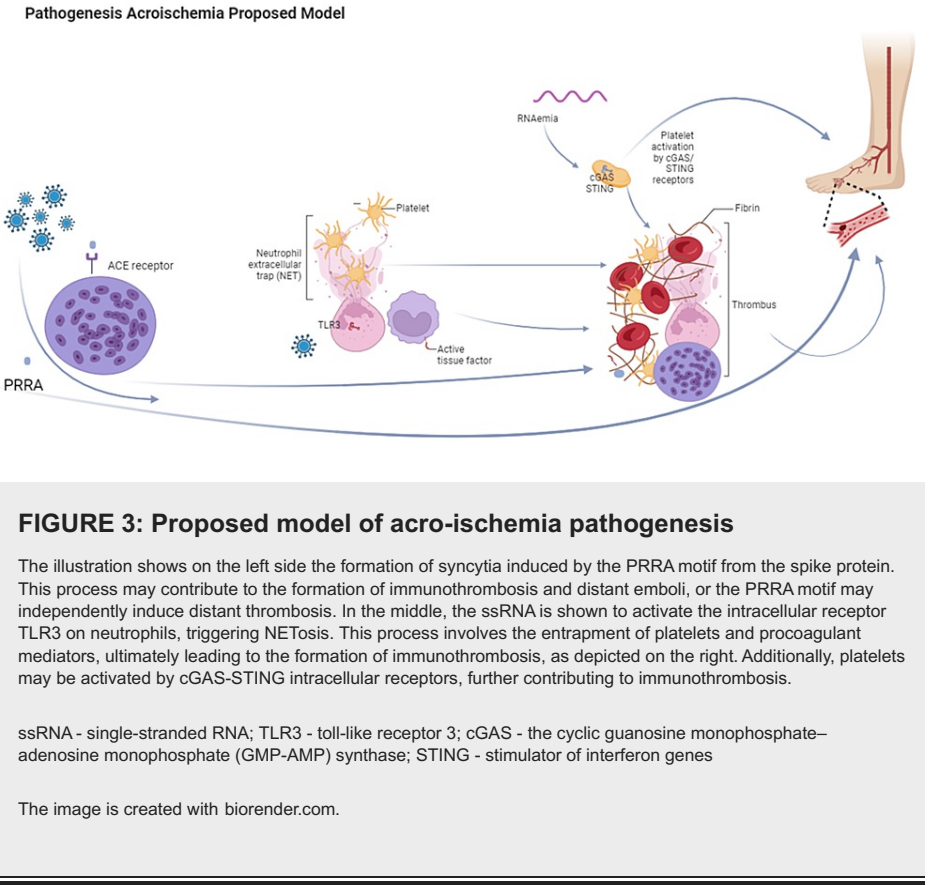 Pathogenesis Acroischemia Proposed Model
RNAemia
Platelet
activation
by cGAS/
STING
receptors
cGAS
STING
Platelet
Fibrin
Neutrophil
extracellular
trap (NET)
ACE receptor
Thrombus
TLR3
Active
tissue factor
PRRA
FIGURE 3: Proposed model of acro-ischemia pathogenesis
The illustration shows on the left side the formation of syncytia induced by the PRRA motif from the spike protein.
This process may contribute to the formation of immunothrombosis and distant emboli, or the PRRA motif may
independently induce distant thrombosis. In the middle, the ssRNA is shown to activate the intracellular receptor
TLR3 on neutrophils, triggering NETosis. This process involves the entrapment of platelets and procoagulant
mediators, ultimately leading to the formation of immunothrombosis, as depicted on the right. Additionally, platelets
may be activated by cGAS-STING intracellular receptors, further contributing to immunothrombosis.
ssRNA - single-stranded RNA; TLR3 - toll-like receptor 3; cGAS - the cyclic guanosine monophosphate–
adenosine monophosphate (GMP-AMP) synthase; STING - stimulator of interferon genes
The image is created with biorender.com.